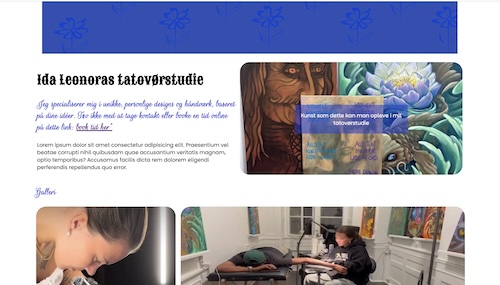 Ida Leonoras tatovørstudie
Jeg specialiserer mig i unikke, personlige designs og håndværk, baseret
på dine idéer. Tøv ikke med at tage kontakt eller booke en tid online
på dette link: book tid her"
Lorem ipsum dolor sit amet consectetur adipisicing elit. Praesentium vel
beatae corrupti nihil quibusdam quae accusantium veritatis magnam,
optio temporibus? Accusamus facilis dicta rem dolorem eligendi
perferendis repellendus quo error.
Kunst som dette kan man opleve i mit
tatovørstudie
Galleri